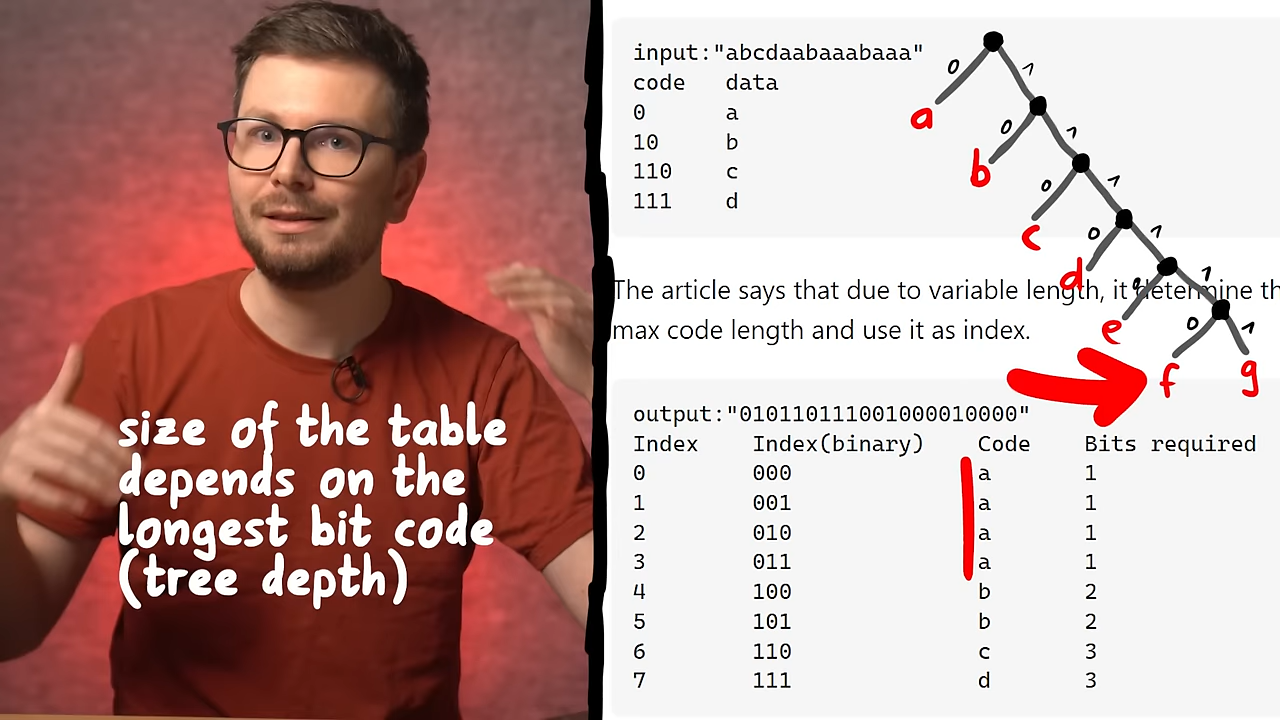 size of the table
depends on the
longest bit code
(tree depth)
input:"abcdaabaaabaaa"
code data
0 a
10 b
110 c
111 d
0 1
a
0 1
b
0 1
c
0 1
d
0 1
e
0 1
f g
The article says that due to variable length, it determine th
max code length and use it as index.
output:"010110111001000010000"
Index Index(binary) Code Bits required
0 000 a 1
1 001 a 1
2 010 a 1
3 011 a 1
4 100 b 2
5 101 b 2
6 110 c 3
7 111 d 3